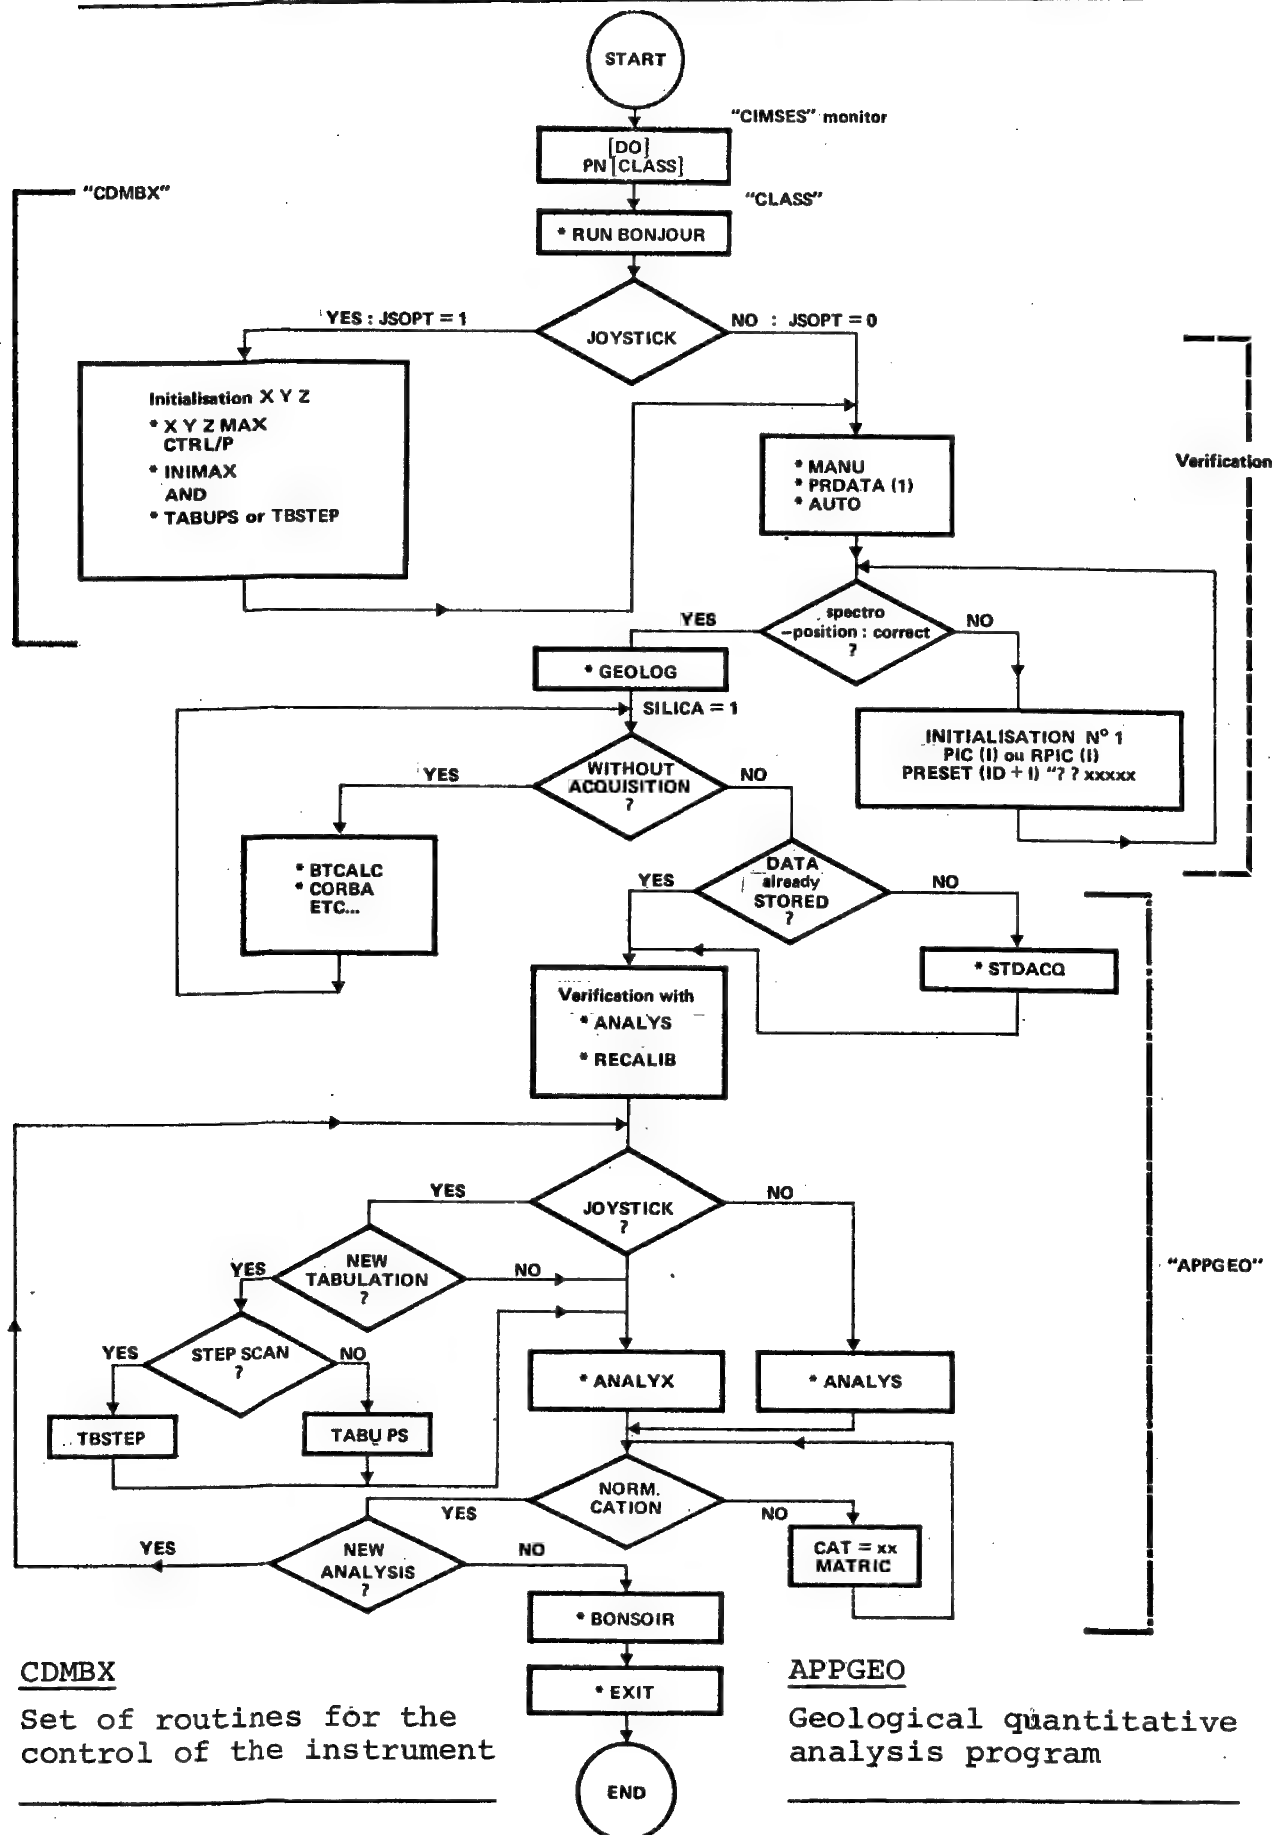 START
"CIMSES" monitor
[DO]
PN [CLASS]
"CDMBX"
"CLASS"
* RUN BONJOUR
YES : JSOPT = 1
JOYSTICK
NO : JSOPT = 0
Initialisation X Y Z
* X Y Z MAX
CTRL/P
* INIMAX
AND
* TABUPS or TBSTEP
* MANU
* PRDATA (1)
* AUTO
Verification
YES
spectro
-position : correct
?
NO
* GEOLOG
SILICA = 1
INITIALISATION N° 1
PIC (I) ou RPIC (I)
PRESET (ID + I) "? ? xxxxx
YES
WITHOUT
ACQUISITION
?
NO
* BTCALC
* CORBA
ETC...
YES
DATA
already
STORED
?
NO
* STDACQ
Verification with
* ANALYS
* RECALIB
YES
JOYSTICK
?
NO
YES
NEW
TABULATION
?
NO
"APPGEO"
YES
STEP SCAN
?
NO
* ANALYX
* ANALYS
TBSTEP
TABU PS
YES
NORM.
CATION
NO
CAT = xx
MATRIC
YES
NEW
ANALYSIS
?
NO
* BONSOIR
* EXIT
END
CDMBX
Set of routines for the
control of the instrument
APPGEO
Geological quantitative
analysis program